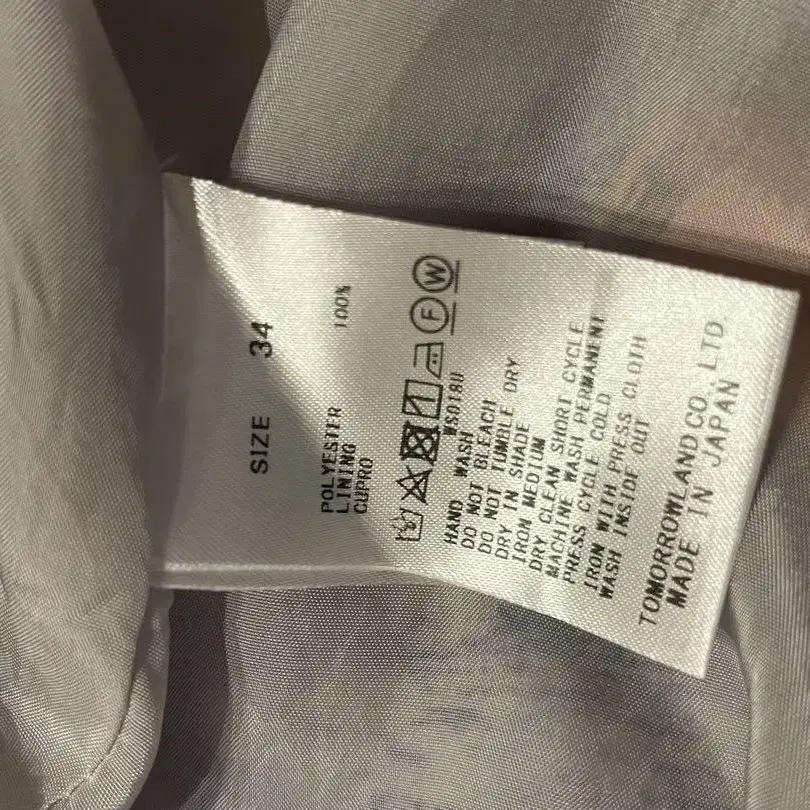 SIZE 34
POLYESTER 100%
LINING
CUPRO
F W
HAND WASH
DO NOT BLEACH
DO NOT TUMBLE DRY
DRY IN SHADE
IRON MEDIUM
DRY CLEAN SHORT CYCLE
MACHINE WASH PERMANENT
PRESS CYCLE COLD
IRON WITH PRESS CLOTH
WASH INSIDE OUT
TOMORROWLAND CO., LTD.
MADE IN JAPAN